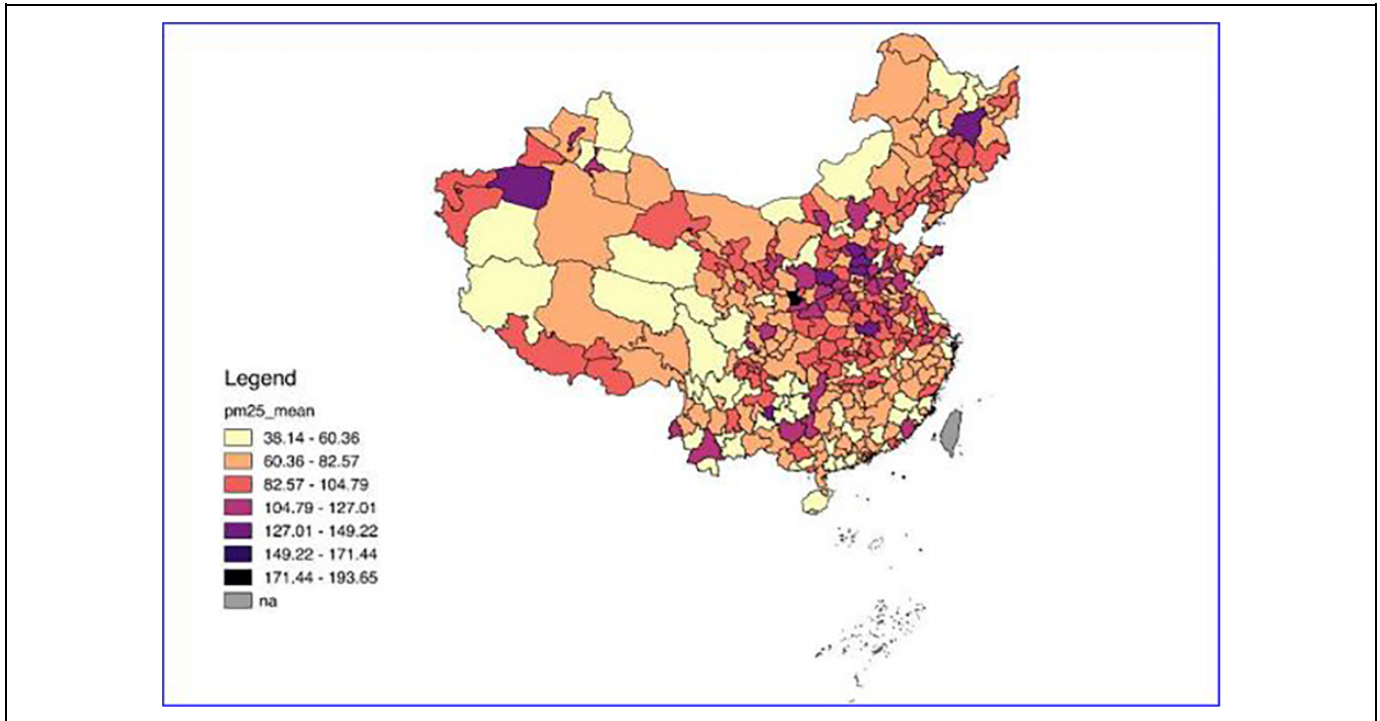 Legend
pm25_mean
38.14 - 60.36
60.36 - 82.57
82.57 - 104.79
104.79 - 127.01
127.01 - 149.22
149.22 - 171.44
171.44 - 193.65
na